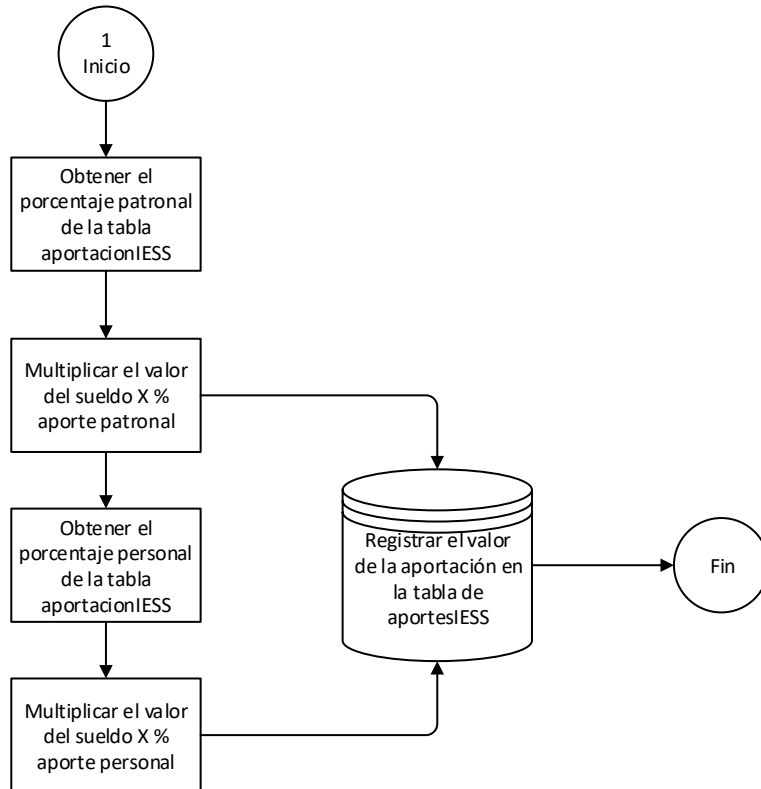 1
Inicio
Obtener el
porcentaje patronal
de la tabla
aportacionIESS
Multiplicar el valor
del sueldo X %
aporte patronal
Obtener el
porcentaje personal
de la tabla
aportacionIESS
Multiplicar el valor
del sueldo X %
aporte personal
Registrar el valor
de la aportación en
la tabla de
aportesIESS
Fin